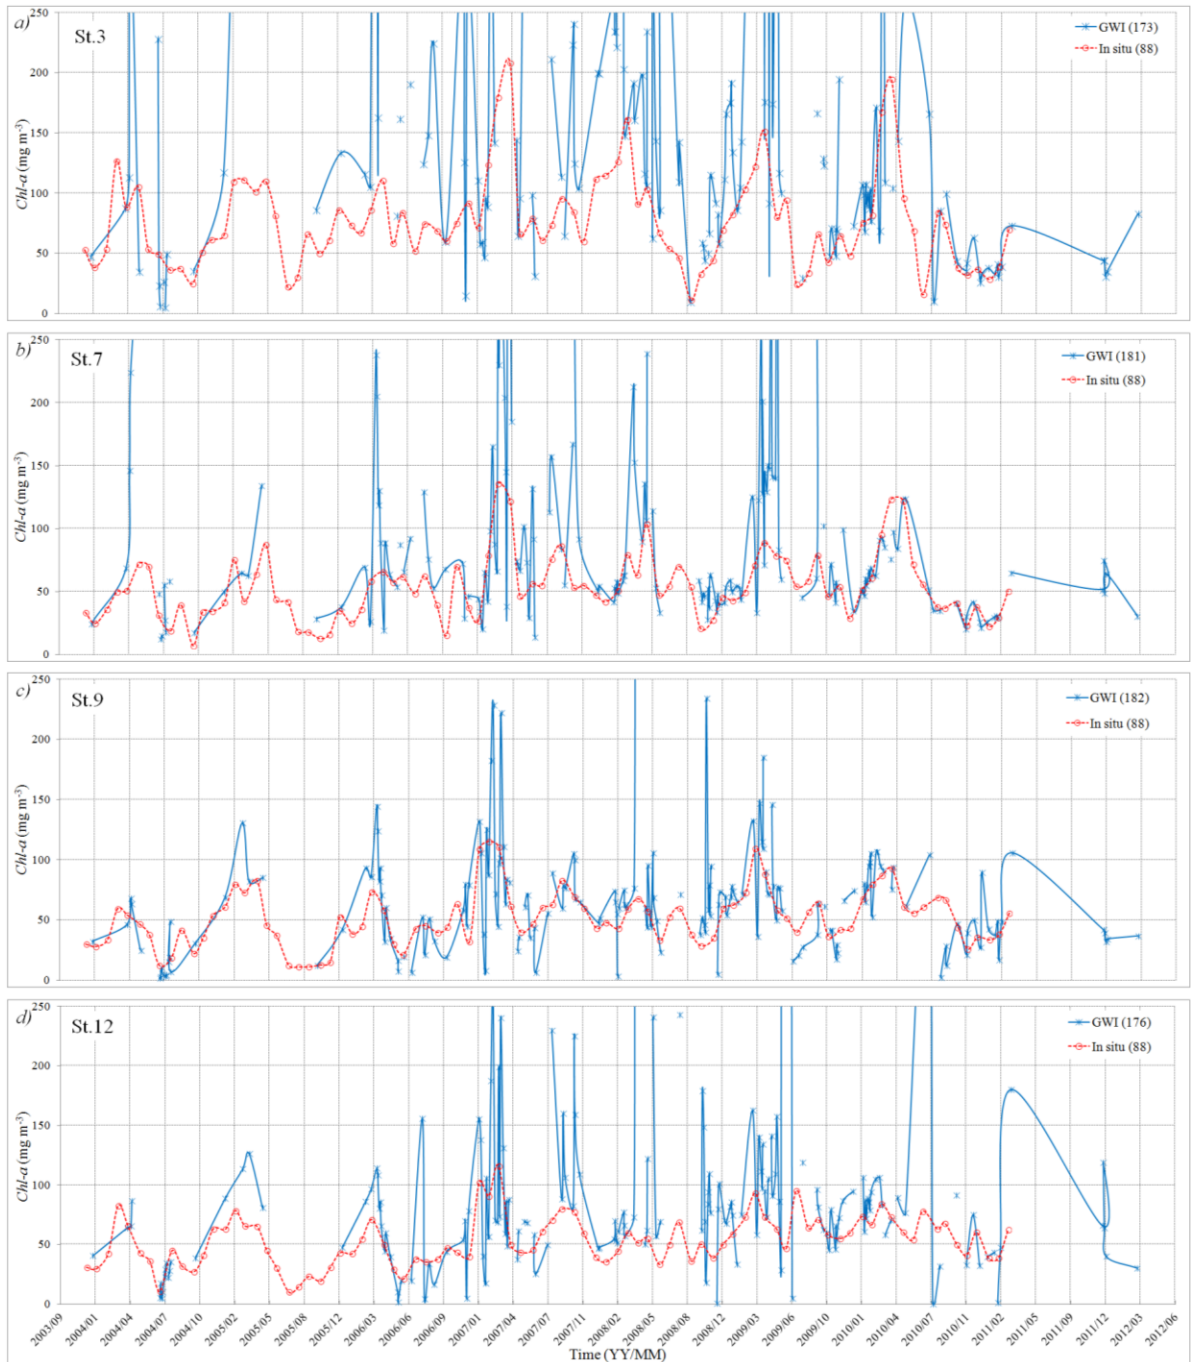 a)
St.3
GWI (173)
In situ (88)
Chl-a (mg m-3)
250
200
150
100
50
0
b)
St.7
GWI (181)
In situ (88)
Chl-a (mg m-3)
250
200
150
100
50
0
c)
St.9
GWI (182)
In situ (88)
Chl-a (mg m-3)
250
200
150
100
50
0
d)
St.12
GWI (176)
In situ (88)
Chl-a (mg m-3)
250
200
150
100
50
0
2003/09 2004/01 2004/04 2004/07 2004/10 2005/02 2005/05 2005/08 2005/12 2006/03 2006/06 2006/09 2007/01 2007/04 2007/07 2007/11 2008/02 2008/05 2008/08 2008/12 2009/03 2009/06 2009/10 2010/01 2010/04 2010/07 2010/11 2011/02 2011/05 2011/09 2011/12 2012/03 2012/06
Time (YY/MM)